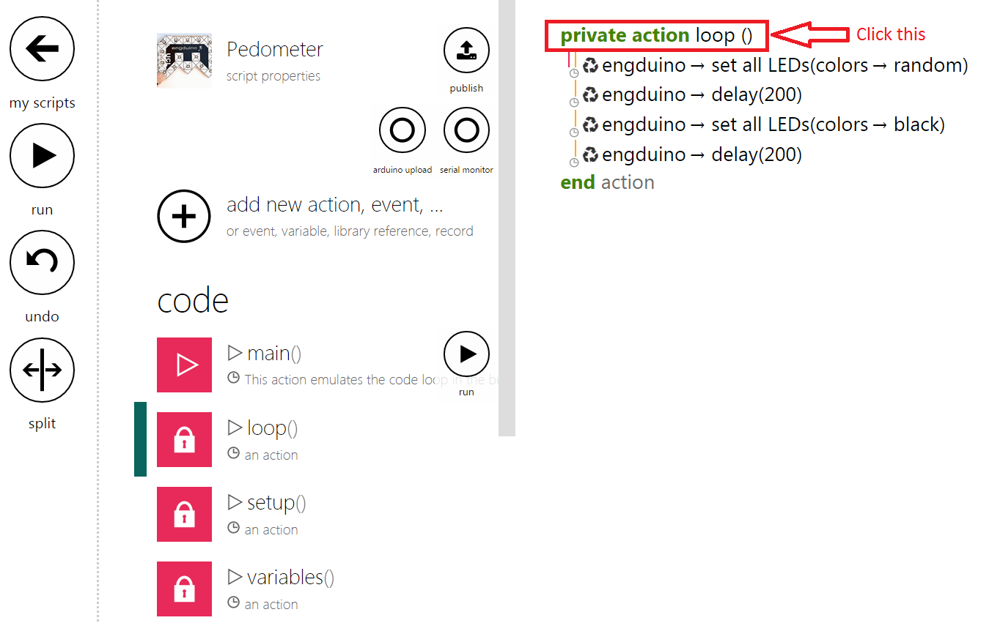 my scripts
run
undo
split
Pedometer
script properties
publish
arduino upload
serial monitor
add new action, event, ...
or event, variable, library reference, record
code
main()
This action emulates the code loop in the bu
run
loop()
an action
setup()
an action
variables()
an action
private action loop ()
Click this
engduino → set all LEDs(colors → random)
engduino → delay(200)
engduino → set all LEDs(colors → black)
engduino → delay(200)
end action
engduino 3